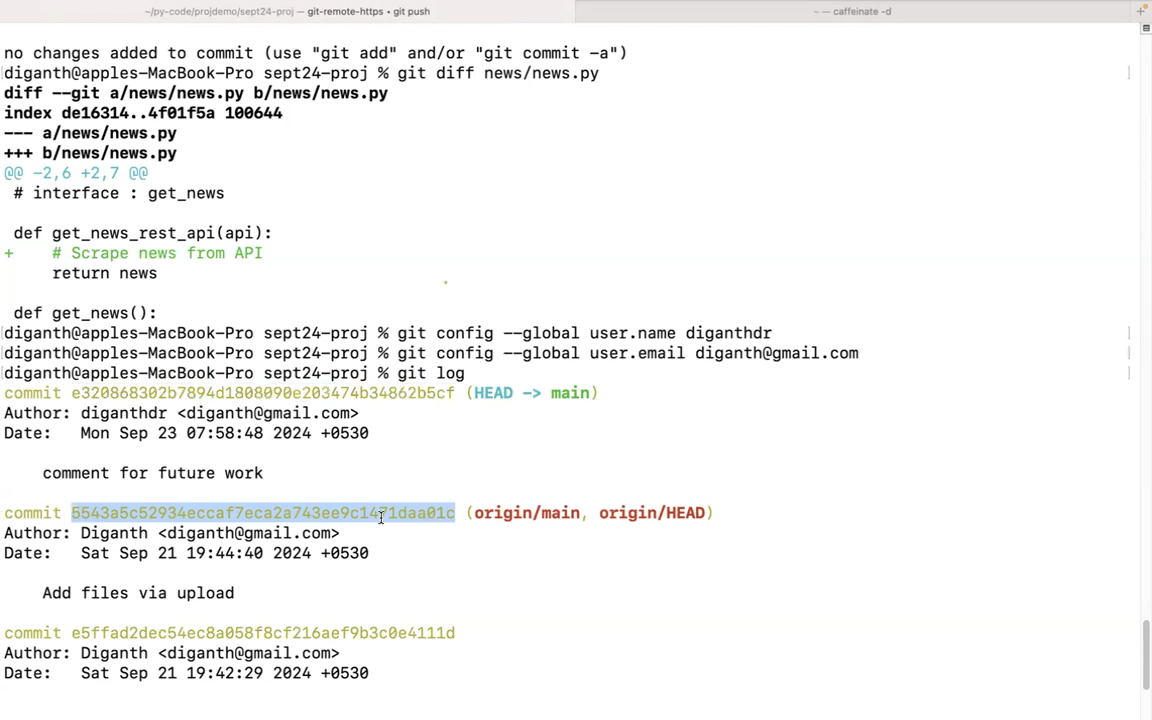 ~/py-code/projdemo/sept24-proj — git-remote-https • git push
~ — caffeinate -d
no changes added to commit (use "git add" and/or "git commit -a")
diganth@apples-MacBook-Pro sept24-proj % git diff news/news.py
diff --git a/news/news.py b/news/news.py
index de16314..4f01f5a 100644
--- a/news/news.py
+++ b/news/news.py
@@ -2,6 +2,7 @@
# interface : get_news
def get_news_rest_api(api):
+    # Scrape news from API
return news
def get_news():
diganth@apples-MacBook-Pro sept24-proj % git config --global user.name diganthdr
diganth@apples-MacBook-Pro sept24-proj % git config --global user.email diganth@gmail.com
diganth@apples-MacBook-Pro sept24-proj % git log
commit e320868302b7894d1808090e203474b34862b5cf (HEAD -> main)
Author: diganthdr <diganth@gmail.com>
Date:   Mon Sep 23 07:58:48 2024 +0530
comment for future work
commit 5543a5c52934eccaf7eca2a743ee9c1471daa01c (origin/main, origin/HEAD)
Author: Diganth <diganth@gmail.com>
Date:   Sat Sep 21 19:44:40 2024 +0530
Add files via upload
commit e5ffad2dec54ec8a058f8cf216aef9b3c0e4111d
Author: Diganth <diganth@gmail.com>
Date:   Sat Sep 21 19:42:29 2024 +0530